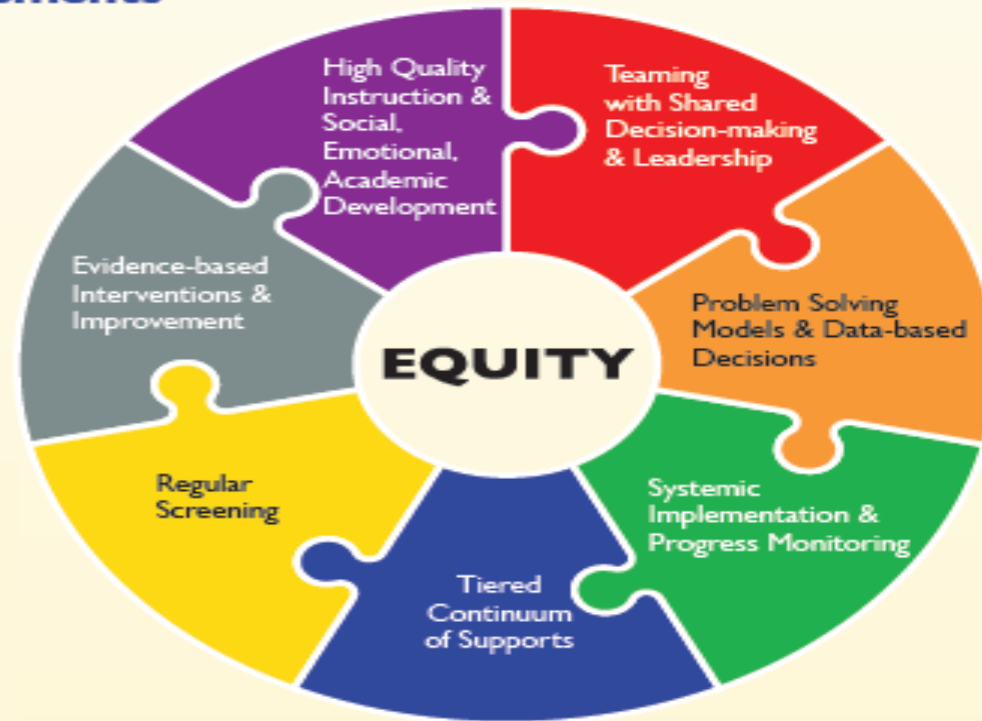 High Quality
Instruction &
Social,
Emotional,
Academic
Development
Teaming
with Shared
Decision-making
& Leadership
Problem Solving
Models & Data-based
Decisions
Systemic
Implementation &
Progress Monitoring
Tiered
Continuum
of Supports
Regular
Screening
Evidence-based
Interventions &
Improvement
EQUITY